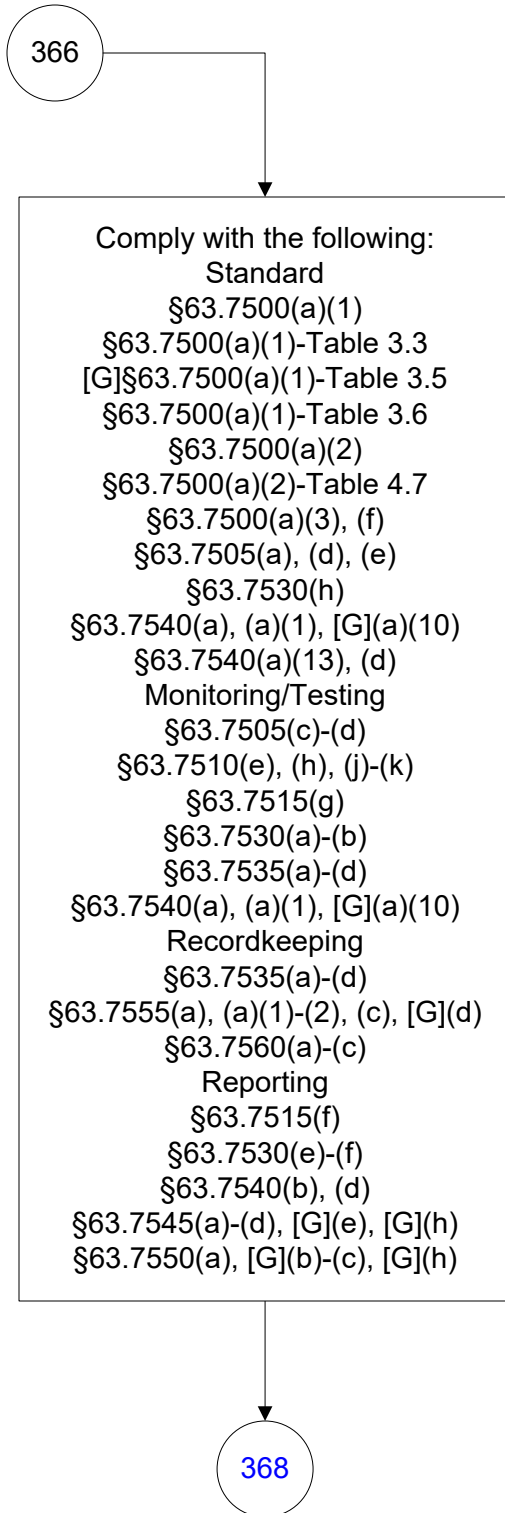 366
Comply with the following:
Standard
§63.7500(a)(1)
§63.7500(a)(1)-Table 3.3
[G]§63.7500(a)(1)-Table 3.5
§63.7500(a)(1)-Table 3.6
§63.7500(a)(2)
§63.7500(a)(2)-Table 4.7
§63.7500(a)(3), (f)
§63.7505(a), (d), (e)
§63.7530(h)
§63.7540(a), (a)(1), [G](a)(10)
§63.7540(a)(13), (d)
Monitoring/Testing
§63.7505(c)-(d)
§63.7510(e), (h), (j)-(k)
§63.7515(g)
§63.7530(a)-(b)
§63.7535(a)-(d)
§63.7540(a), (a)(1), [G](a)(10)
Recordkeeping
§63.7535(a)-(d)
§63.7555(a), (a)(1)-(2), (c), [G](d)
§63.7560(a)-(c)
Reporting
§63.7515(f)
§63.7530(e)-(f)
§63.7540(b), (d)
§63.7545(a)-(d), [G](e), [G](h)
§63.7550(a), [G](b)-(c), [G](h)
368